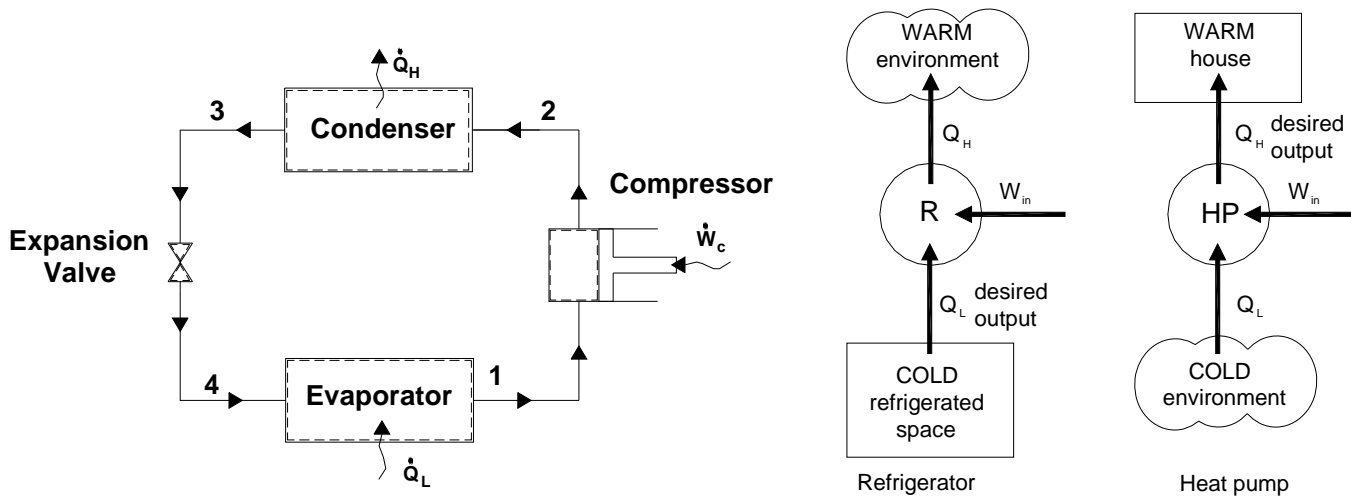 Q̇H
3
2
Condenser
Compressor
Expansion
Valve
Ẇc
4
1
Evaporator
Q̇L
WARM
environment
QH
R
Win
QL
desired
output
COLD
refrigerated
space
Refrigerator
WARM
house
QH
desired
output
HP
Win
QL
COLD
environment
Heat pump